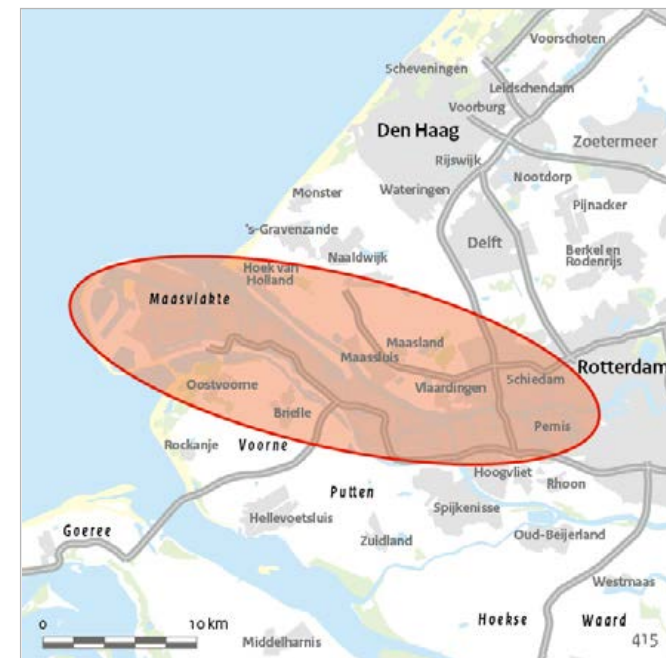 Voorschoten
Scheveningen
Leidschendam
Voorburg
Den Haag
Zoetermeer
Rijswijk
Nootdorp
Monster
Wateringen
Pijnacker
's-Gravenzande
Delft
Naaldwijk
Berkel en
Rodenrijs
Hoek van
Holland
Maasvlakte
Maasland
Maassluis
Rotterdam
Schiedam
Oostvoorne
Vlaardingen
Brielle
Pernis
Rockanje
Voorne
Hoogvliet
Rhoon
Putten
Spijkenisse
Hellevoetsluis
Goeree
Zuidland
Oud-Beijerland
Westmaas
0 10 km
Hoekse Waard
Middelharnis
415